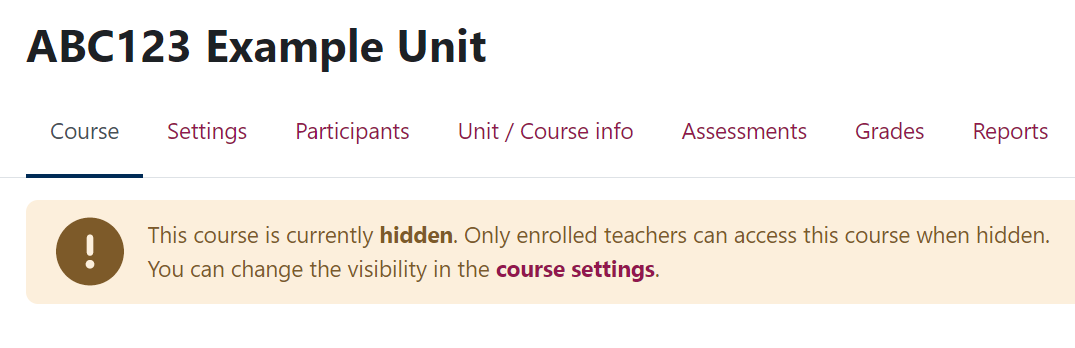 ABC123 Example Unit
Course Settings Participants Unit / Course info Assessments Grades Reports
This course is currently hidden. Only enrolled teachers can access this course when hidden.
You can change the visibility in the course settings.